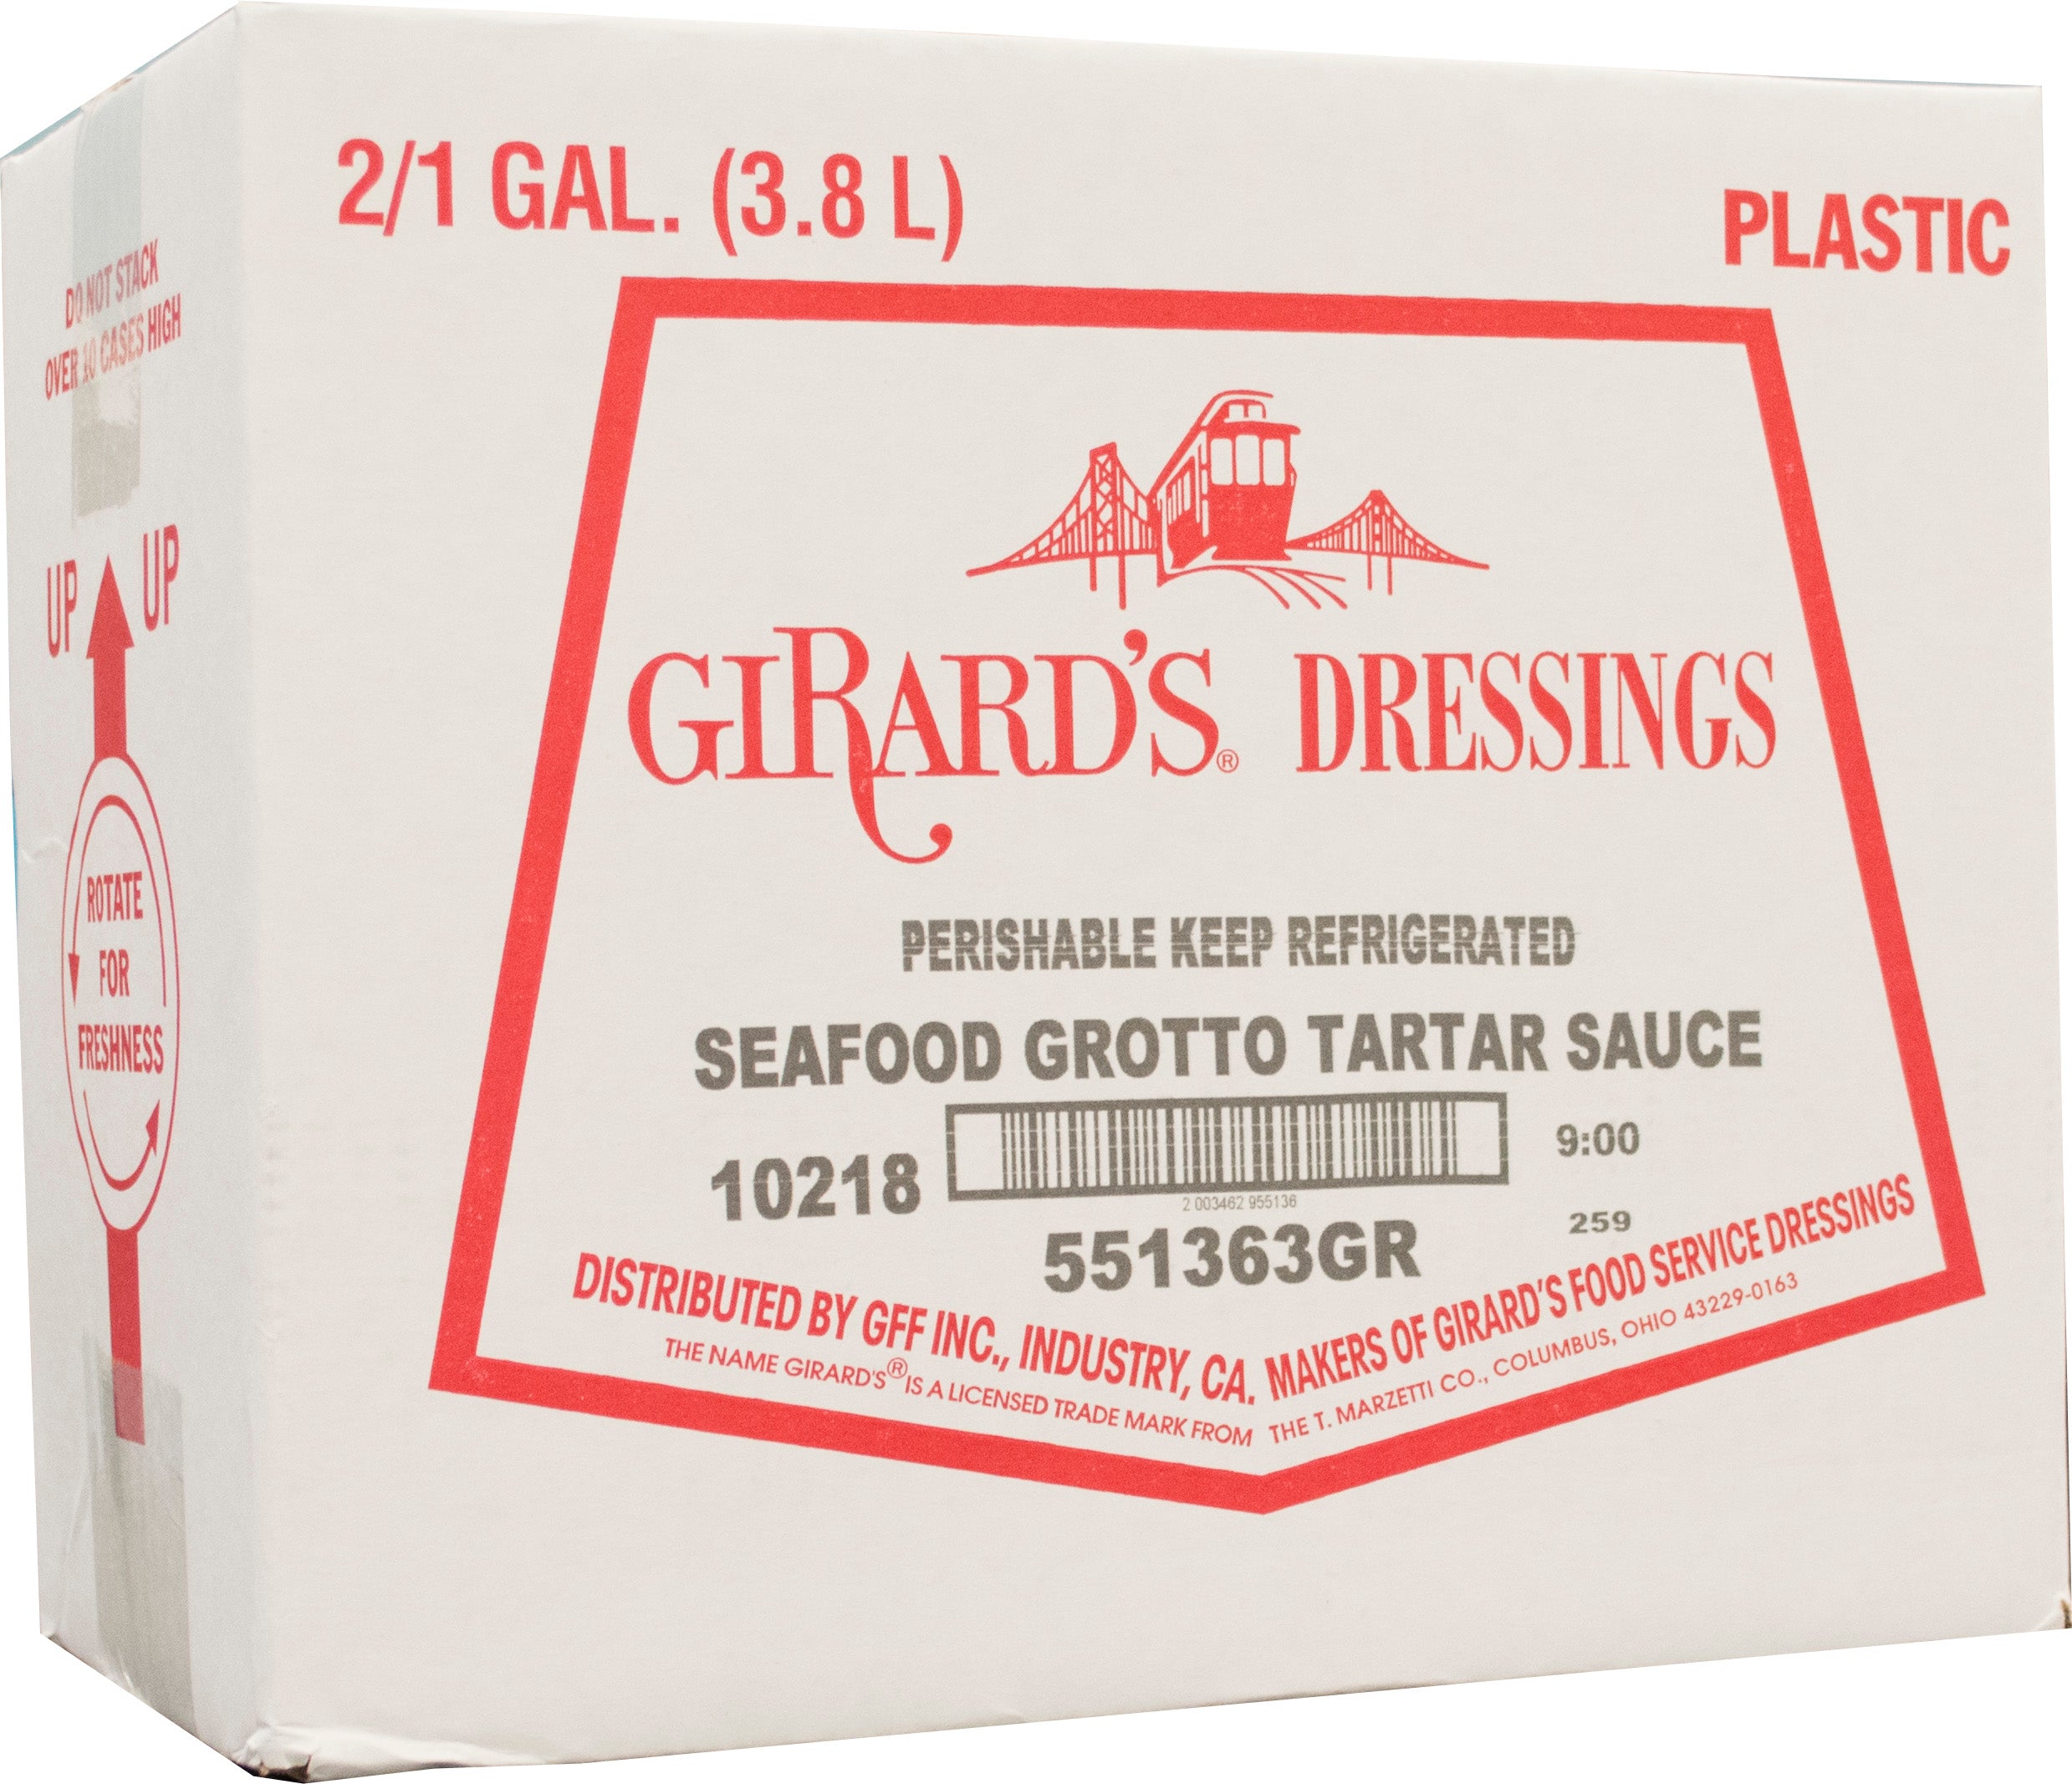 2/1 GAL. (3.8 L)
PLASTIC
DO NOT STACK
OVER 10 CASES HIGH
UP UP
ROTATE
FOR
FRESHNESS
GIRARD'S® DRESSINGS
PERISHABLE KEEP REFRIGERATED
SEAFOOD GROTTO TARTAR SAUCE
10218
2 003462 955136
9:00
551363GR
259
DISTRIBUTED BY GFF INC., INDUSTRY, CA. MAKERS OF GIRARD'S FOOD SERVICE DRESSINGS
THE NAME GIRARD'S® IS A LICENSED TRADE MARK FROM THE T. MARZETTI CO., COLUMBUS, OHIO 43229-0163